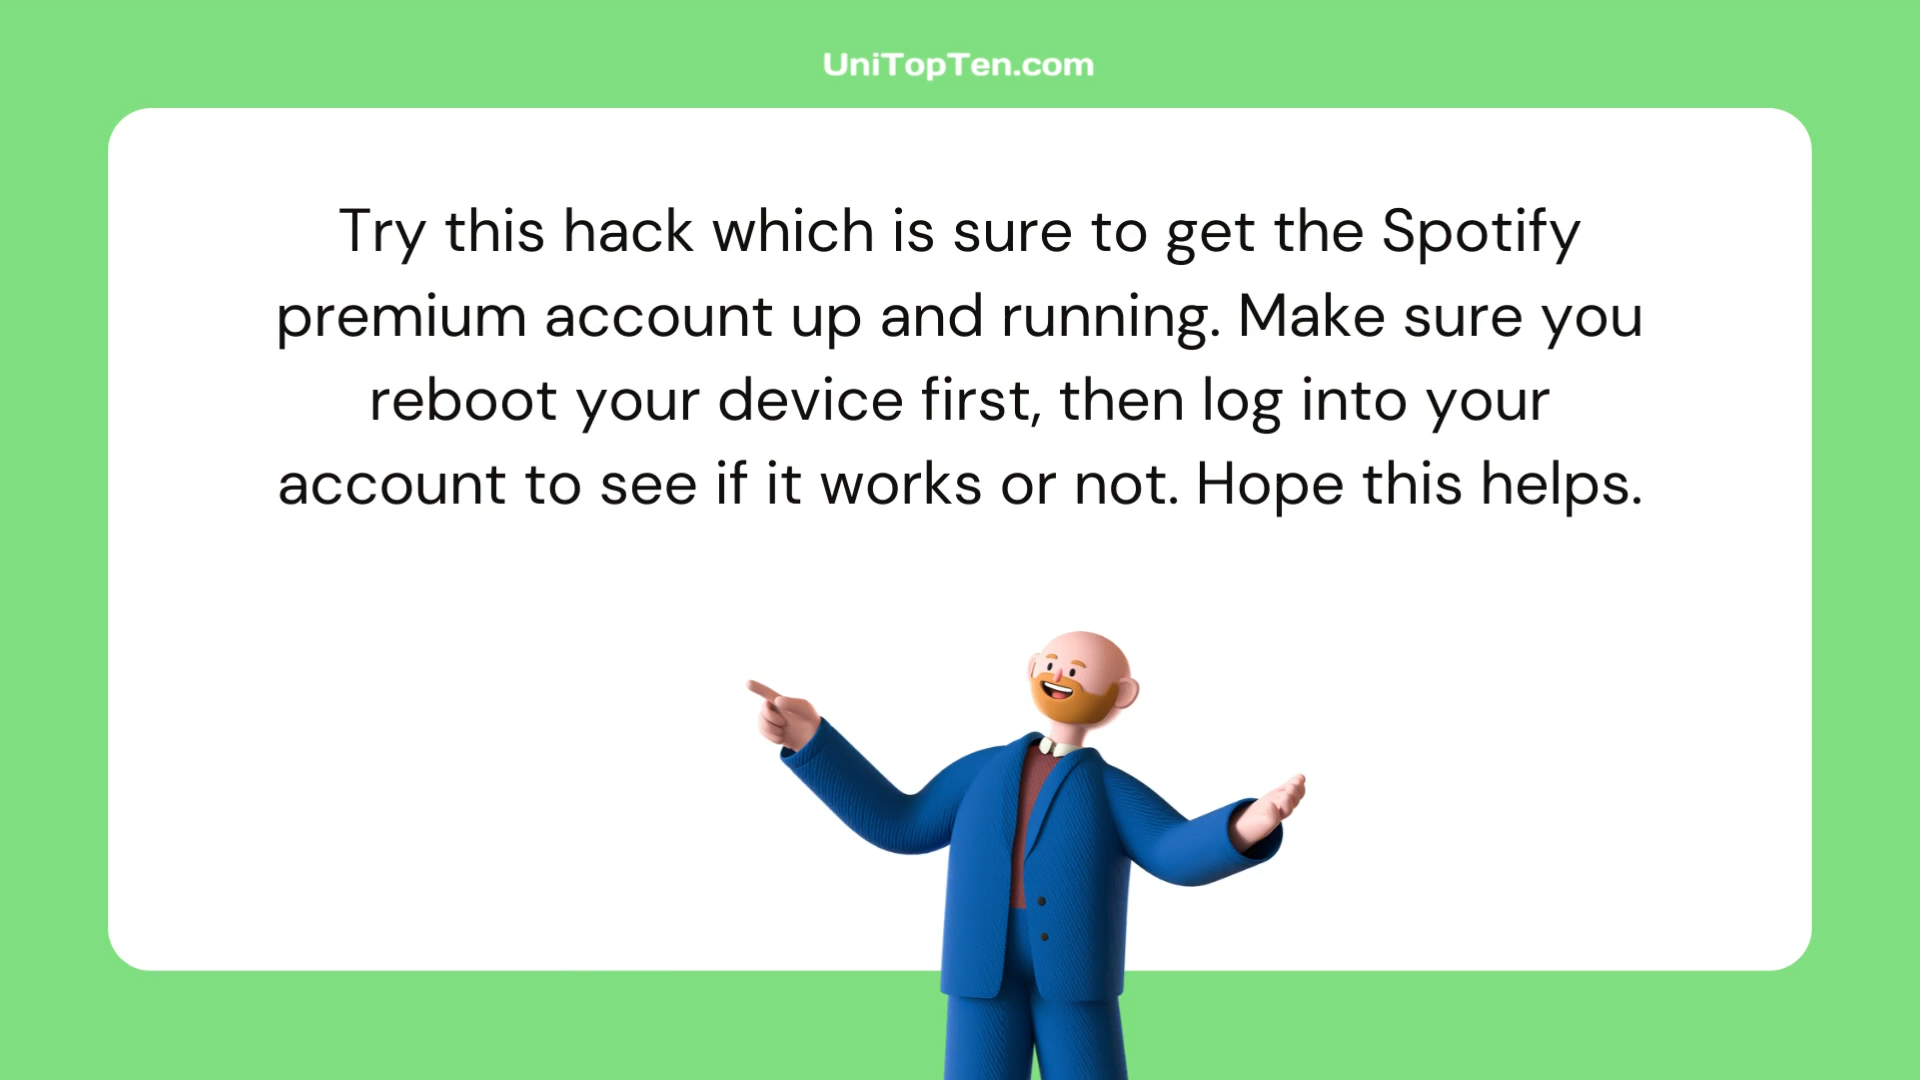 UniTopTen.com
Try this hack which is sure to get the Spotify
premium account up and running. Make sure you
reboot your device first, then log into your
account to see if it works or not. Hope this helps.